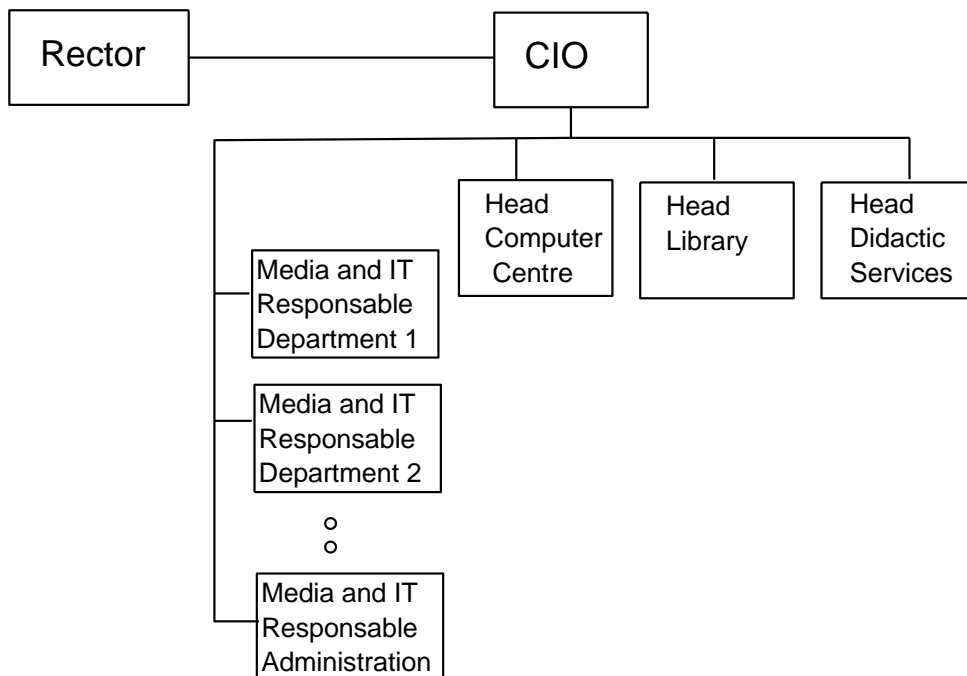 Rector
CIO
Head
Computer
Centre
Head
Library
Head
Didactic
Services
Media and IT
Responsable
Department 1
Media and IT
Responsable
Department 2
Media and IT
Responsable
Administration